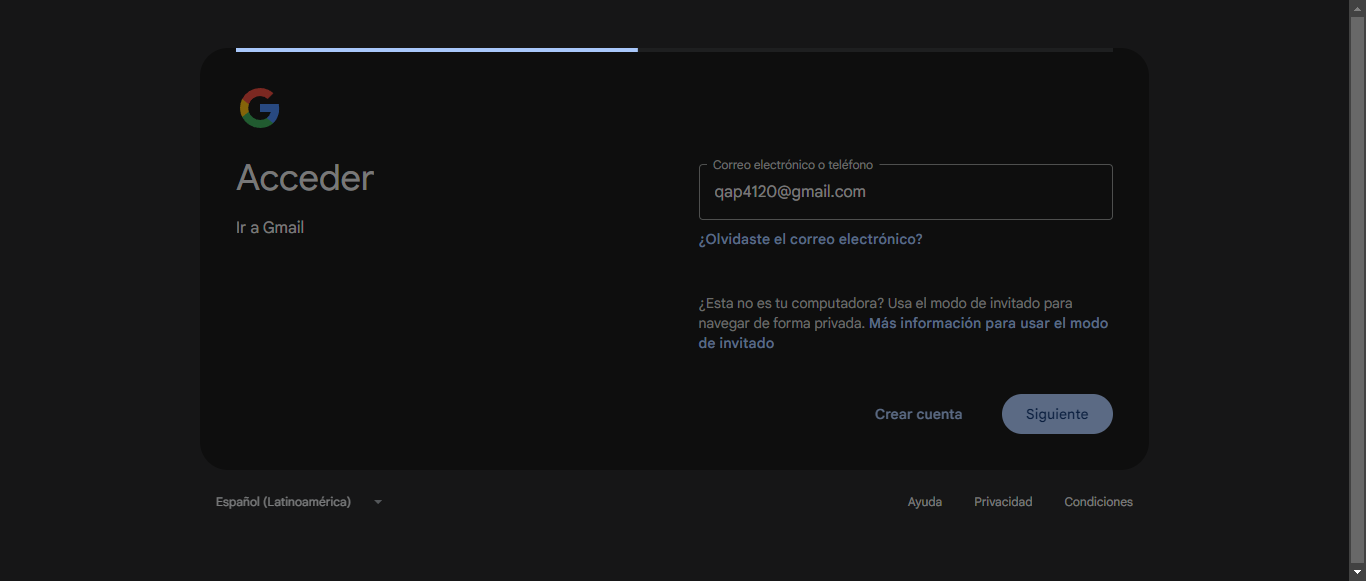 Acceder
Ir a Gmail
Correo electrónico o teléfono
qap4120@gmail.com
¿Olvidaste el correo electrónico?
¿Esta no es tu computadora? Usa el modo de invitado para
navegar de forma privada. Más información para usar el modo
de invitado
Crear cuenta
Siguiente
Español (Latinoamérica)
Ayuda
Privacidad
Condiciones